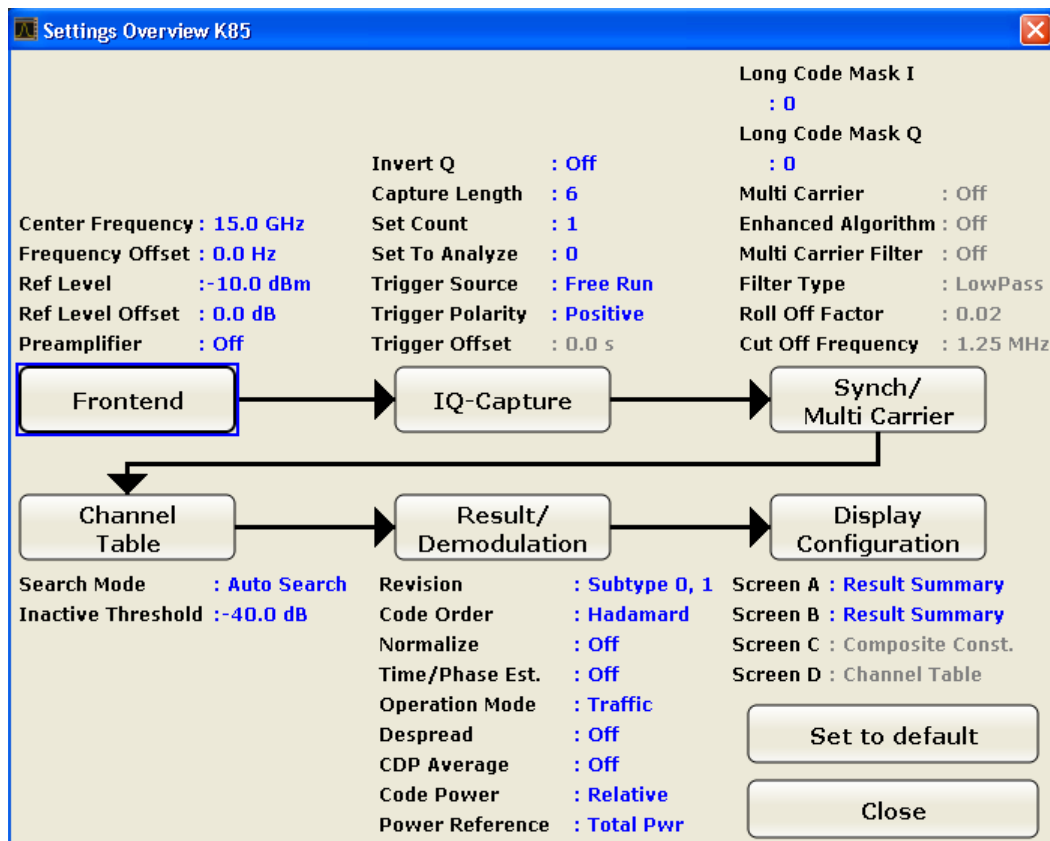 Settings Overview K85
Long Code Mask I
: 0
Long Code Mask Q
: 0
Invert Q : Off
Capture Length : 6
Multi Carrier : Off
Center Frequency : 15.0 GHz
Set Count : 1
Enhanced Algorithm : Off
Frequency Offset : 0.0 Hz
Set To Analyze : 0
Multi Carrier Filter : Off
Ref Level :-10.0 dBm
Trigger Source : Free Run
Filter Type : LowPass
Ref Level Offset : 0.0 dB
Trigger Polarity : Positive
Roll Off Factor : 0.02
Preamplifier : Off
Trigger Offset : 0.0 s
Cut Off Frequency : 1.25 MHz
Frontend
IQ-Capture
Synch/
Multi Carrier
Channel
Table
Result/
Demodulation
Display
Configuration
Search Mode : Auto Search
Inactive Threshold :-40.0 dB
Revision : Subtype 0, 1
Code Order : Hadamard
Normalize : Off
Time/Phase Est. : Off
Operation Mode : Traffic
Despread : Off
CDP Average : Off
Code Power : Relative
Power Reference : Total Pwr
Screen A : Result Summary
Screen B : Result Summary
Screen C : Composite Const.
Screen D : Channel Table
Set to default
Close